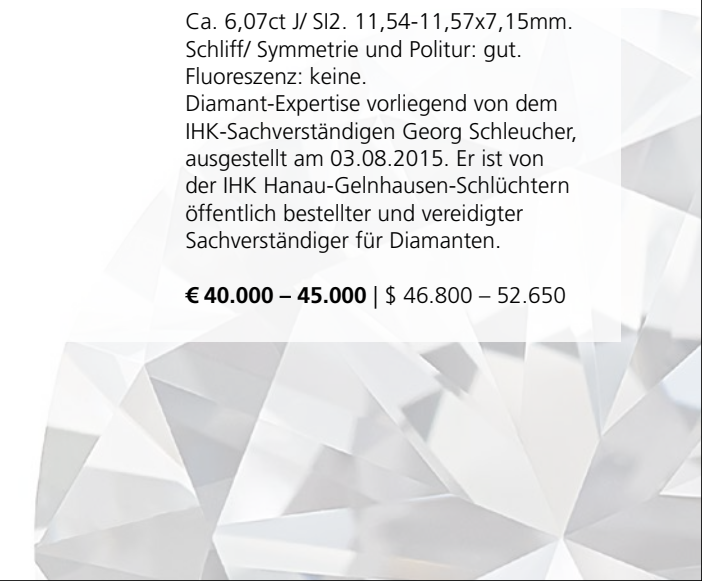 Ca. 6,07ct J/ SI2. 11,54-11,57x7,15mm.
Schliff/ Symmetrie und Politur: gut.
Fluoreszenz: keine.
Diamant-Expertise vorliegend von dem
IHK-Sachverständigen Georg Schleucher,
ausgestellt am 03.08.2015. Er ist von
der IHK Hanau-Gelnhausen-Schlüchtern
öffentlich bestellter und vereidigter
Sachverständiger für Diamanten.
€ 40.000 – 45.000 | $ 46.800 – 52.650